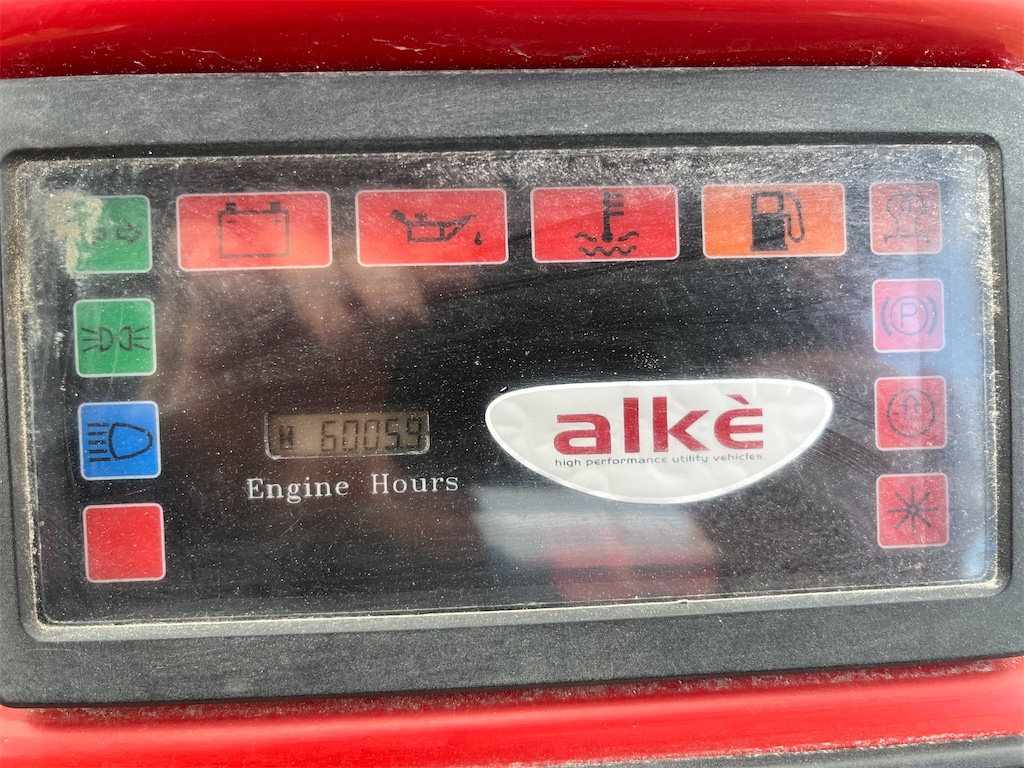 P
H 60059
alkè
high performance utility vehicles
Engine Hours